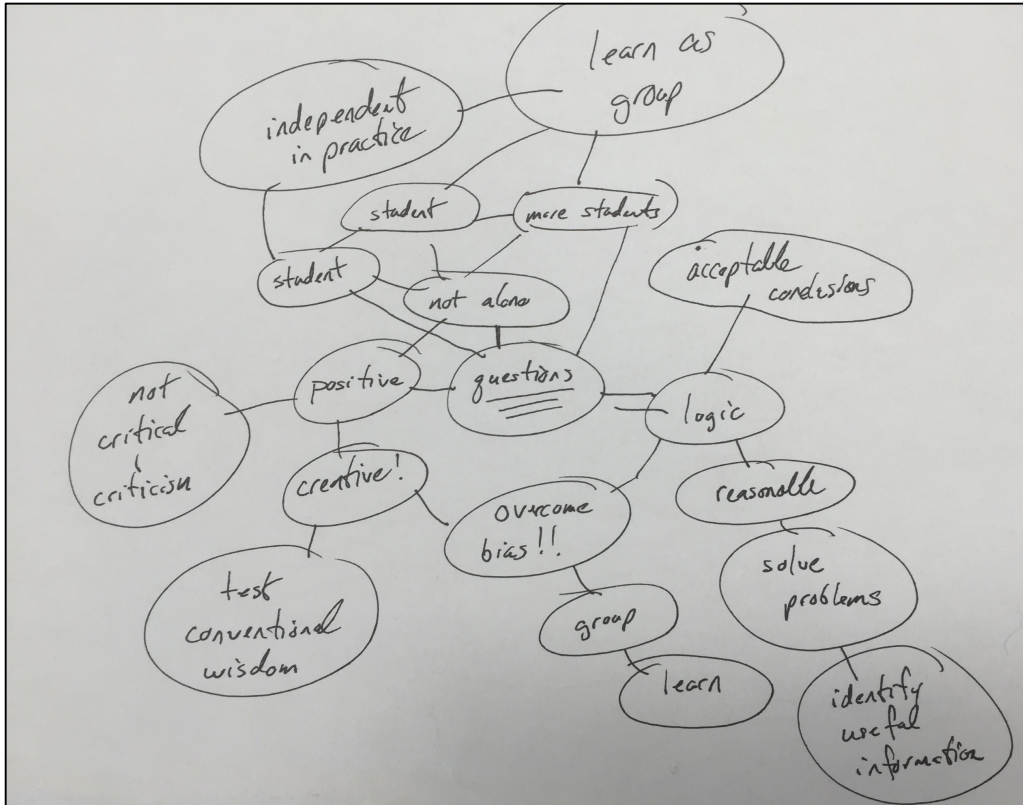 learn as
group
independent
in practice
student
more students
student
not alone
acceptable
conclusions
positive
questions
logic
not
critical
criticism
creative!
reasonable
overcome
bias!!
solve
problems
test
conventional
wisdom
group
learn
identify
useful
information